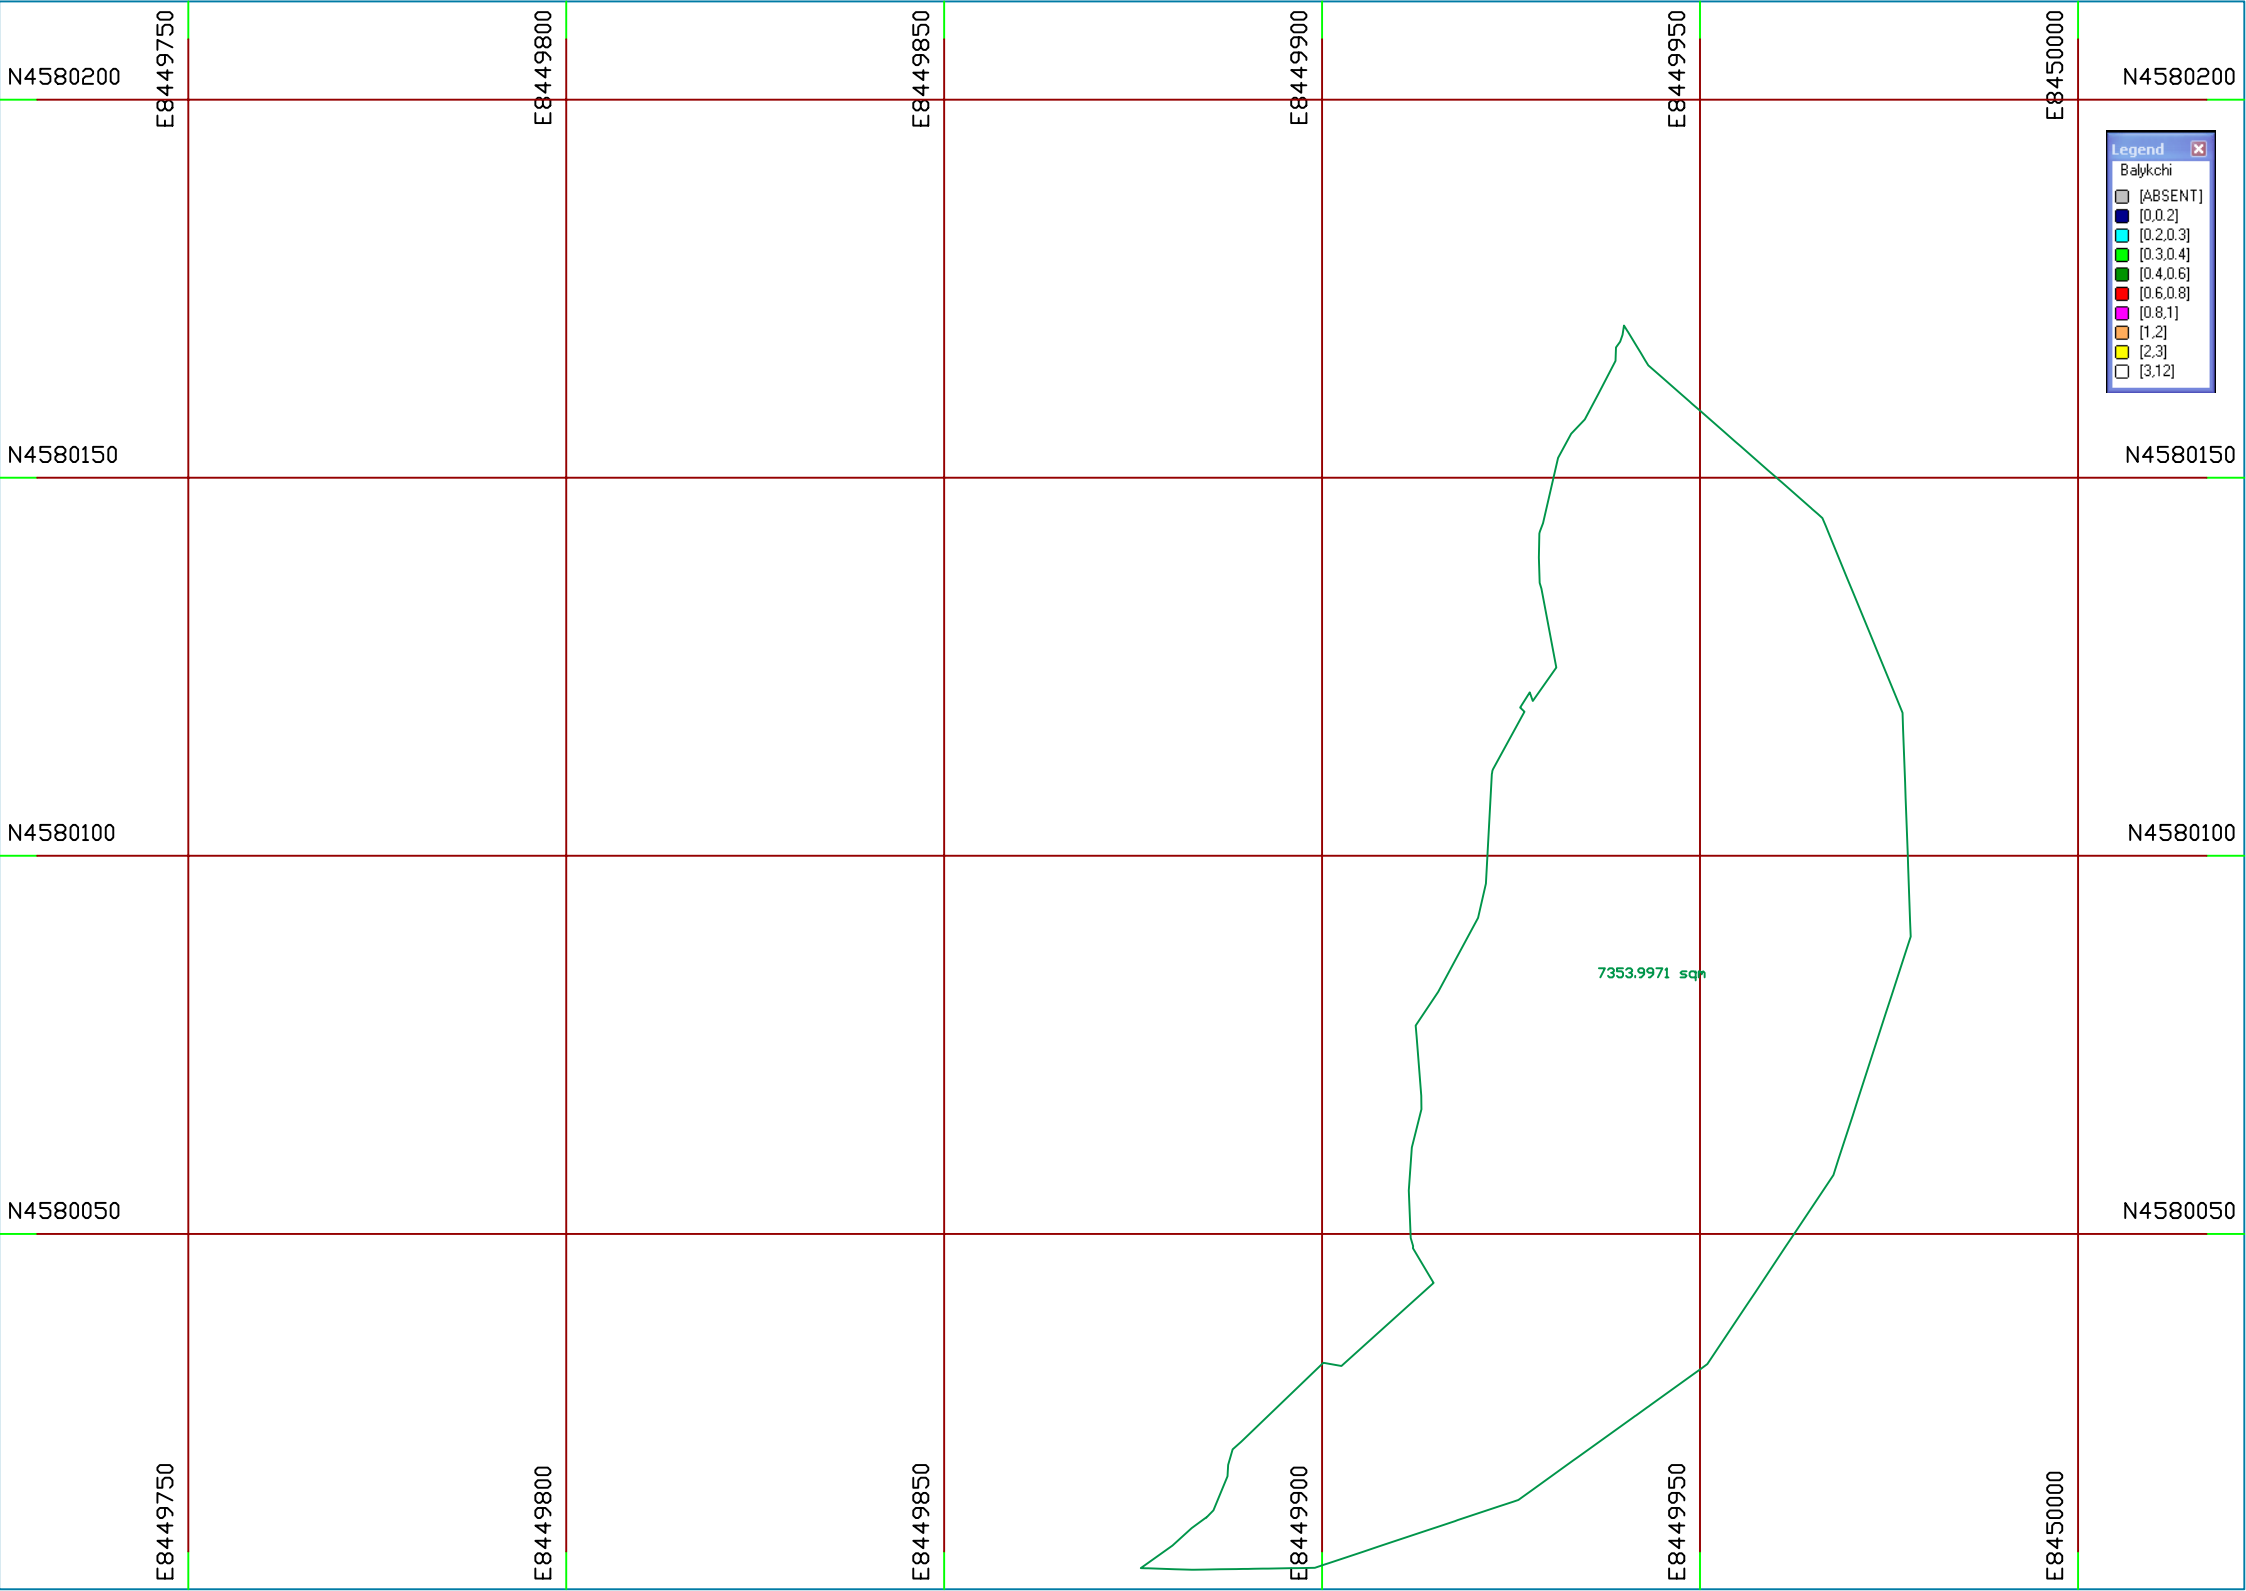 E8449750
E8449800
E8449850
E8449900
E8449950
E8450000
N4580200
N4580200
Legend
Balykchi
[ABSENT]
[0,0.2]
[0.2,0.3]
[0.3,0.4]
[0.4,0.6]
[0.6,0.8]
[0.8,1]
[1,2]
[2,3]
[3,12]
N4580150
N4580150
N4580100
N4580100
7353.9971 sqm
N4580050
N4580050
E8449750
E8449800
E8449850
E8449900
E8449950
E8450000